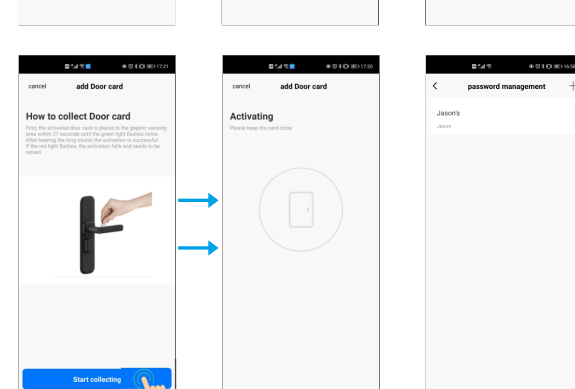 17:21
17:20
16:58
cancel add Door card
cancel add Door card
password management
How to collect Door card
First, the activated door card is placed in the graphic sensing
area within 27 seconds until the green light flashes twice.
After hearing the long sound, the activation is successful.
If the red light flashes, the activation fails and needs to be
Activating
Please keep the card close
Jason's
Jason
Start collecting